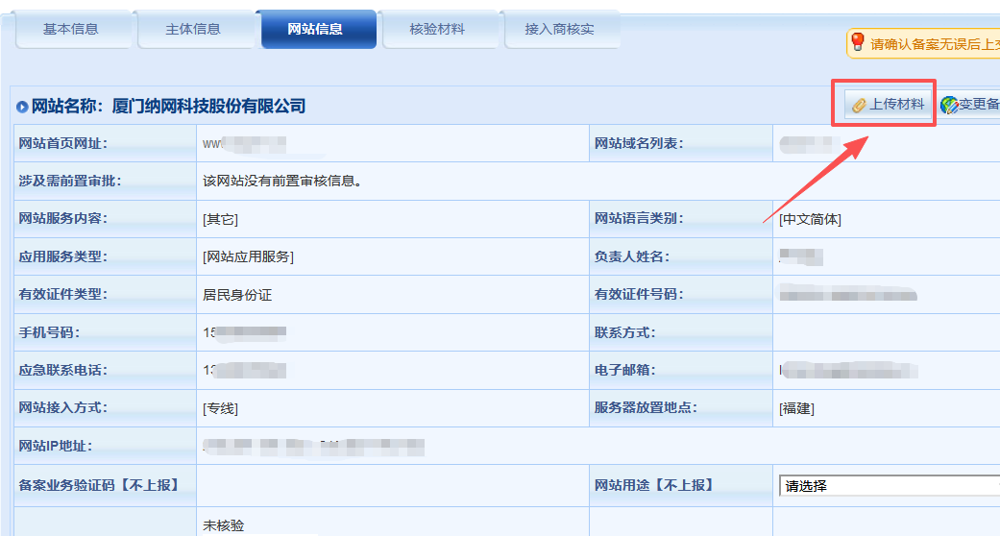 基本信息 主体信息 网站信息 核验材料 接入商核实
请确认备案无误后上
网站名称：厦门纳网科技股份有限公司 上传材料 变更备
网站首页网址： www 网站域名列表：
涉及需前置审批： 该网站没有前置审核信息。
网站服务内容： [其它] 网站语言类别： [中文简体]
应用服务类型： [网站应用服务] 负责人姓名：
有效证件类型： 居民身份证 有效证件号码：
手机号码： 15 联系方式：
应急联系电话： 13 电子邮箱：
网站接入方式： [专线] 服务器放置地点： [福建]
网站IP地址：
备案业务验证码【不上报】 网站用途【不上报】 请选择
未核验